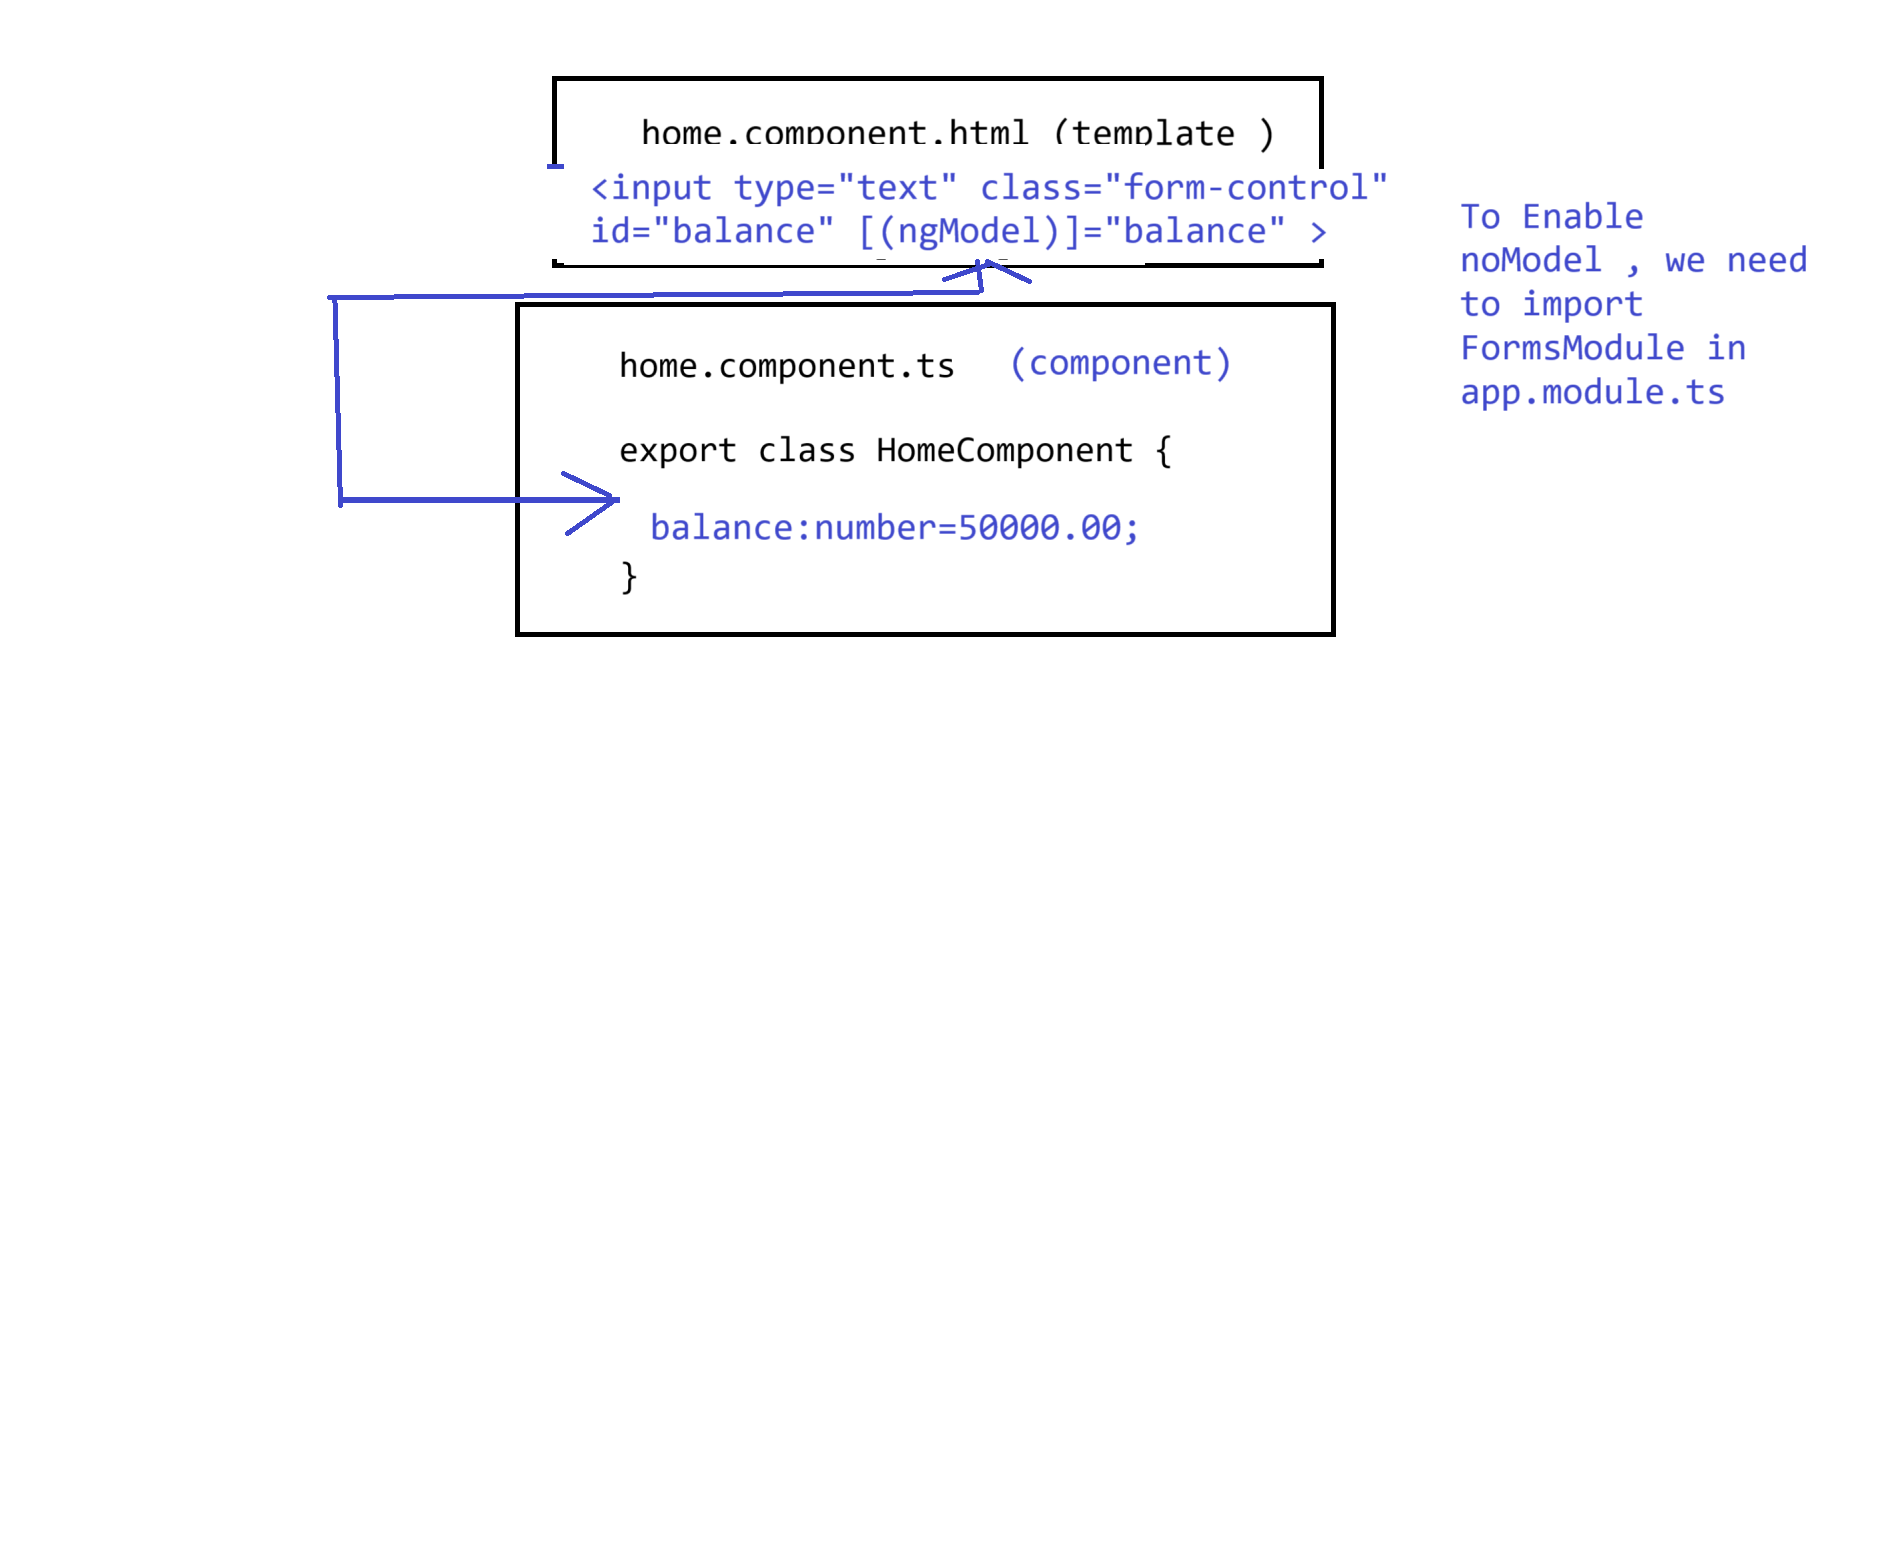 home.component.html (template )
<input type="text" class="form-control"
id="balance" [(ngModel)]="balance" >
To Enable
noModel , we need
to import
FormsModule in
app.module.ts
home.component.ts (component)
export class HomeComponent {
balance:number=50000.00;
}